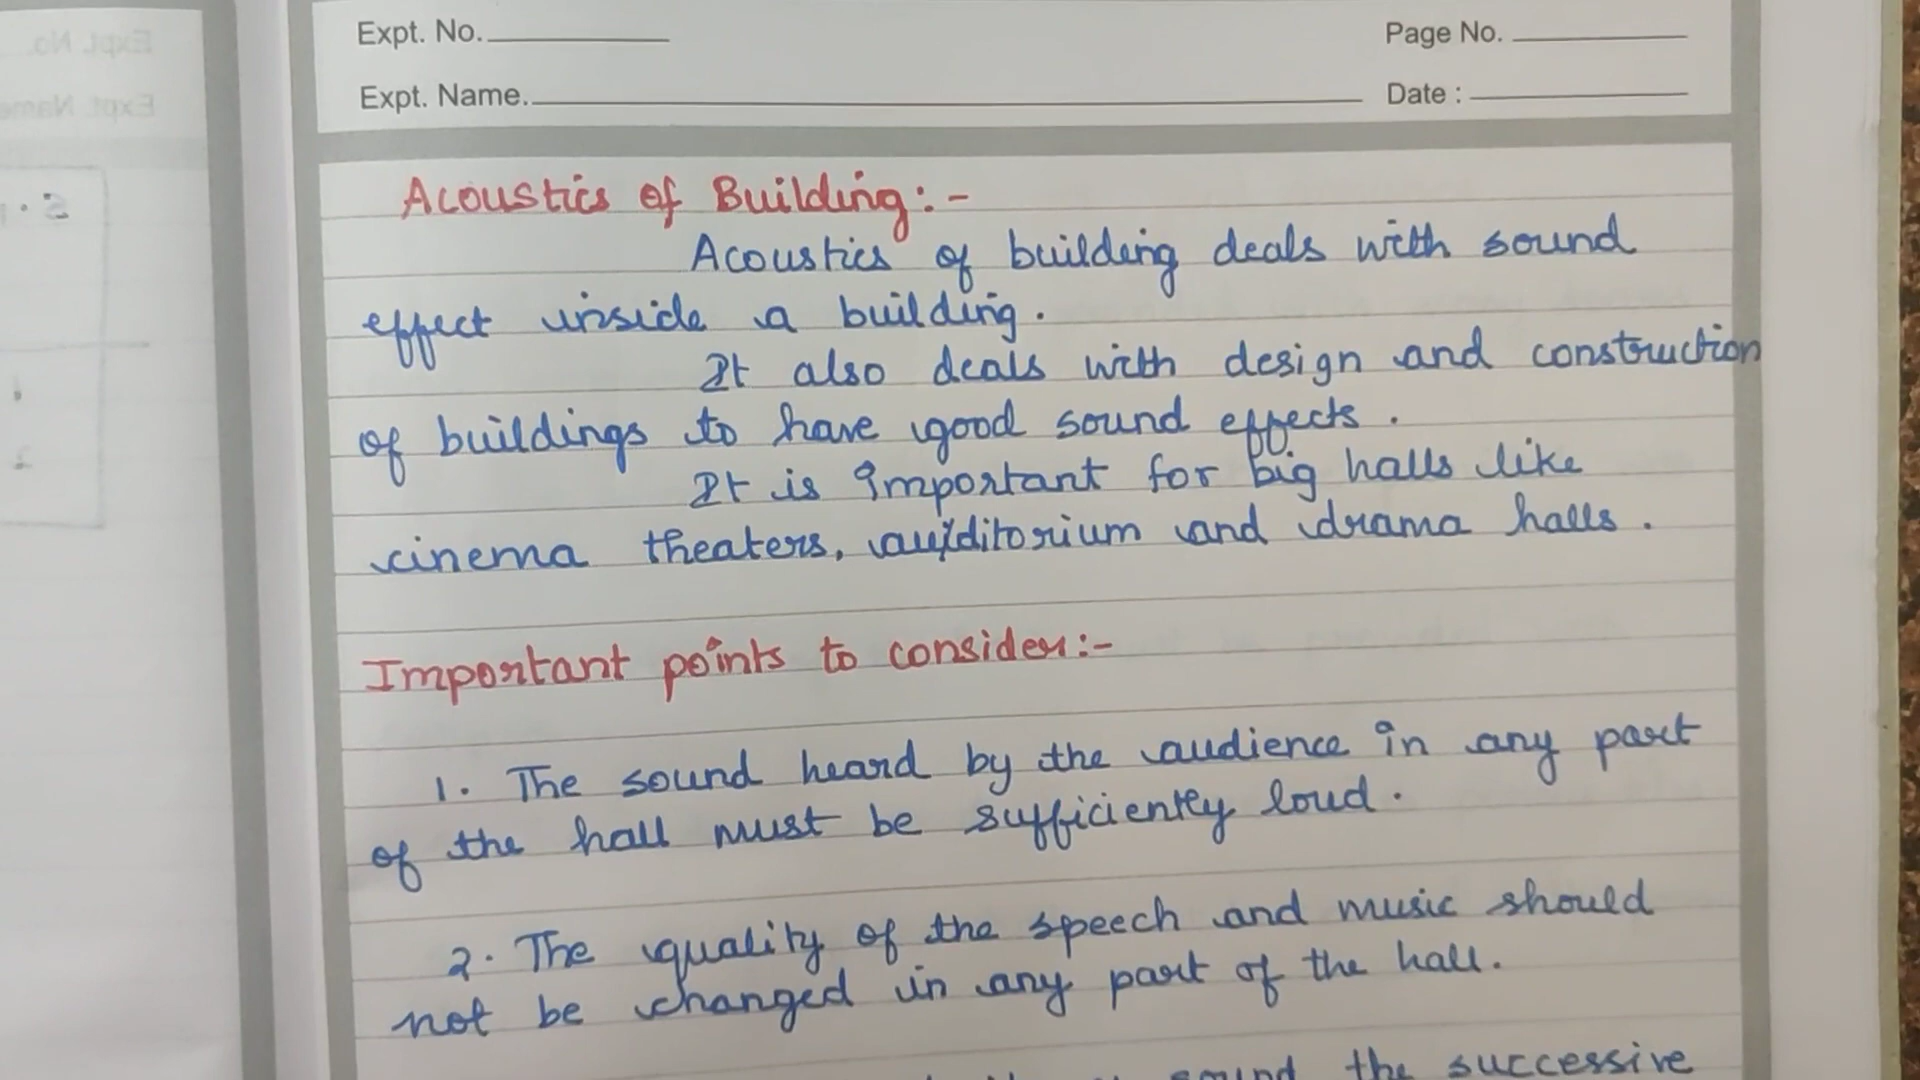 Expt. No.
Page No.
Expt. Name.
Date :
Acoustics of Building:-
Acoustics of building deals with sound
effect inside a building.
It also deals with design and construction
of buildings to have good sound effects.
It is important for big halls like
cinema theaters, auditorium and drama halls.
Important points to consider:-
1. The sound heard by the audience in any part
of the hall must be sufficiently loud.
2. The quality of the speech and music should
not be changed in any part of the hall.
sound the successive